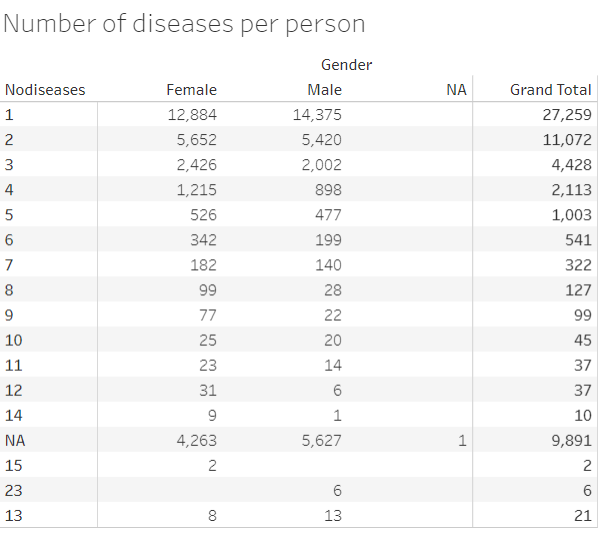 Number of diseases per person
Gender
Nodiseases Female Male NA Grand Total
1 12,884 14,375 27,259
2 5,652 5,420 11,072
3 2,426 2,002 4,428
4 1,215 898 2,113
5 526 477 1,003
6 342 199 541
7 182 140 322
8 99 28 127
9 77 22 99
10 25 20 45
11 23 14 37
12 31 6 37
14 9 1 10
NA 4,263 5,627 1 9,891
15 2 2
23 6 6
13 8 13 21